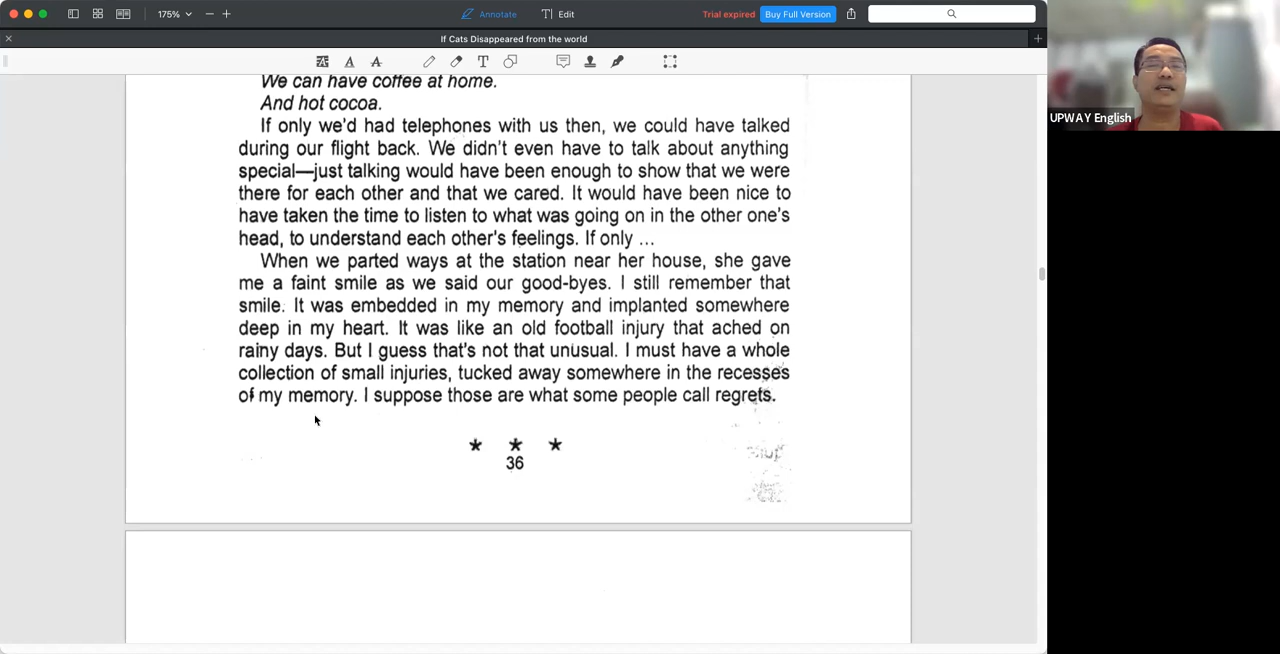 175%
Annotate
Edit
Trial expired
Buy Full Version
If Cats Disappeared from the world
We can have coffee at home.
And hot cocoa.
If only we'd had telephones with us then, we could have talked
during our flight back. We didn't even have to talk about anything
special—just talking would have been enough to show that we were
there for each other and that we cared. It would have been nice to
have taken the time to listen to what was going on in the other one's
head, to understand each other's feelings. If only ...
When we parted ways at the station near her house, she gave
me a faint smile as we said our good-byes. I still remember that
smile. It was embedded in my memory and implanted somewhere
deep in my heart. It was like an old football injury that ached on
rainy days. But I guess that's not that unusual. I must have a whole
collection of small injuries, tucked away somewhere in the recesses
of my memory. I suppose those are what some people call regrets.
* * *
36
UPWAY English